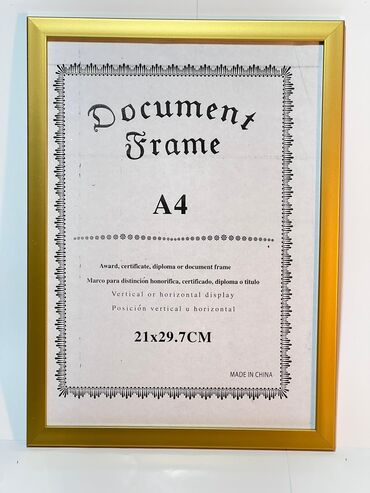 Document
Frame
A4
Award, certificate, diploma or document frame
Marco para distinción honorífica, certificado, diploma o título
Vertical or horizontal display
Posición vertical u horizontal
21x29.7CM
MADE IN CHINA